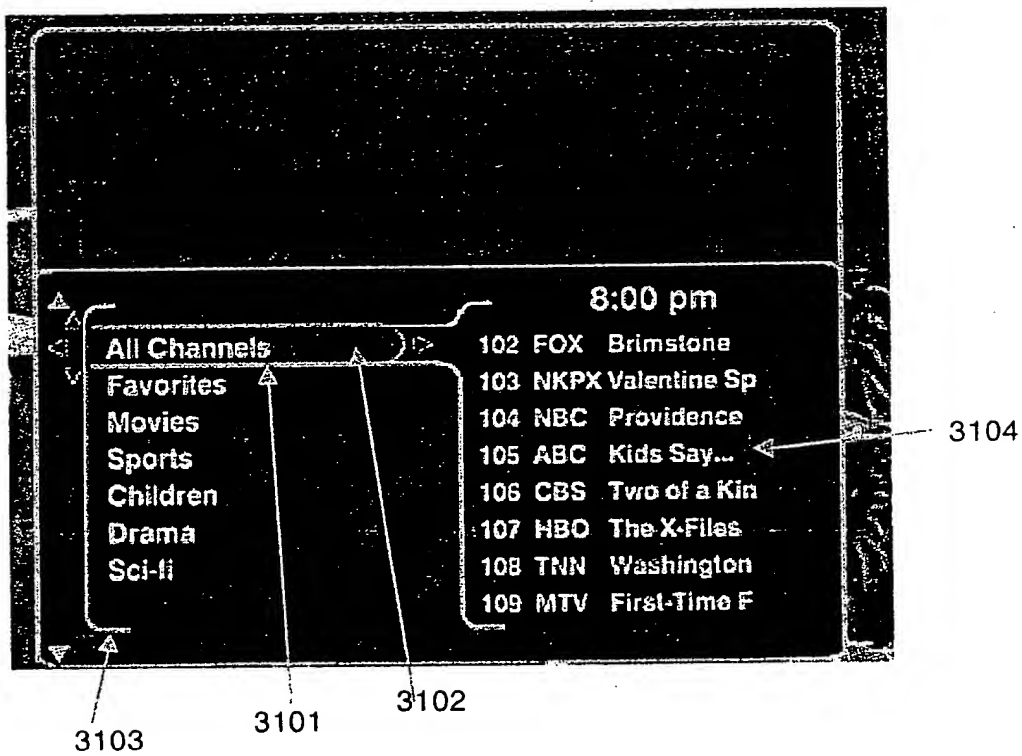 8:00 pm
All Channels
Favorites
Movies
Sports
Children
Drama
Sci-fi
102 FOX Brimstone
103 NKPX Valentine Sp
104 NBC Providence
105 ABC Kids Say...
106 CBS Two of a Kin
107 HBO The X-Files
108 TNN Washington
109 MTV First-Time F
3104
3103
3101
3102